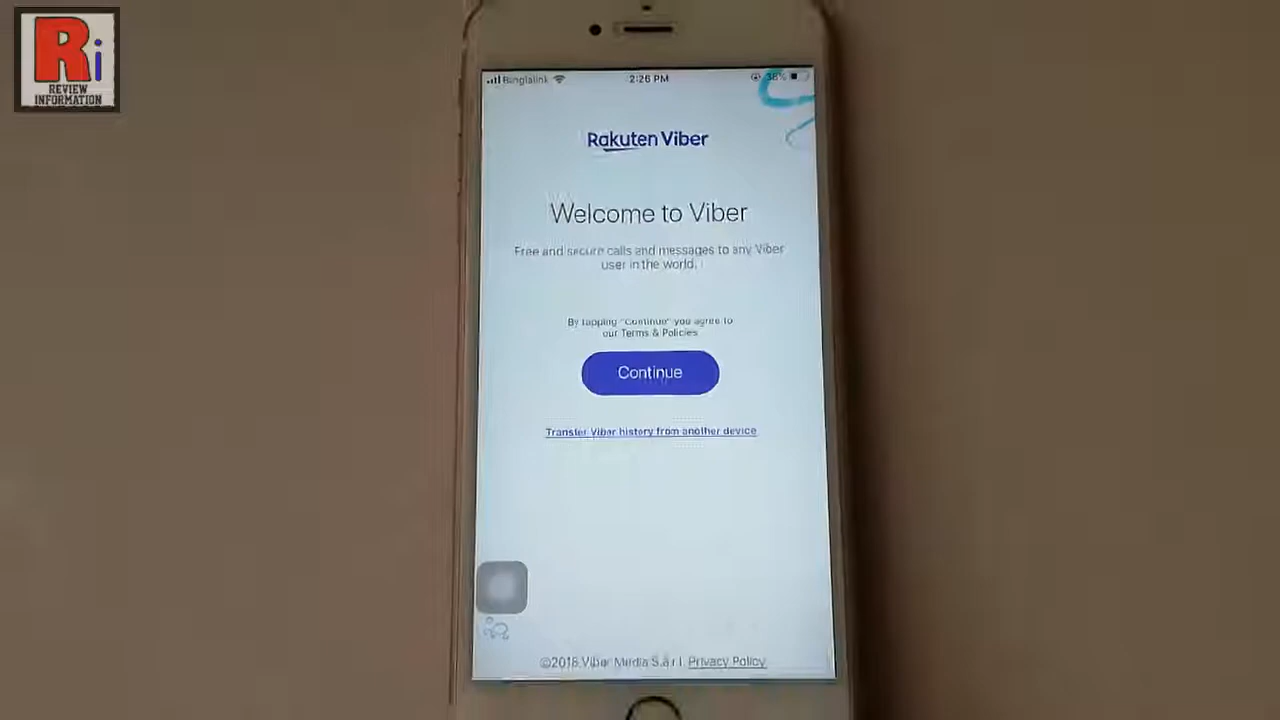 Ri
REVIEW
INFORMATION
Banglalink
2:26 PM
38%
Rakuten Viber
Welcome to Viber
Free and secure calls and messages to any Viber
user in the world.
By tapping "Continue" you agree to
our Terms & Policies
Continue
Transfer Viber history from another device
©2018 Viber Media S.à r.l. Privacy Policy